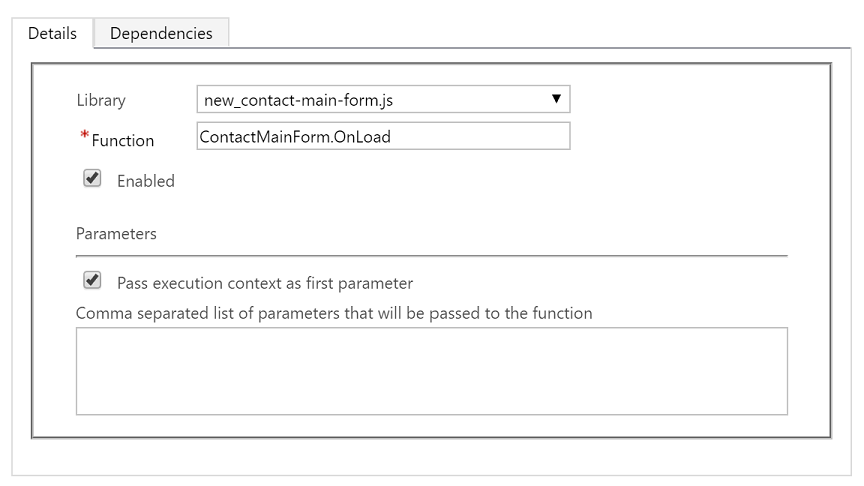 Details Dependencies
Library new_contact-main-form.js
*Function ContactMainForm.OnLoad
Enabled
Parameters
Pass execution context as first parameter
Comma separated list of parameters that will be passed to the function